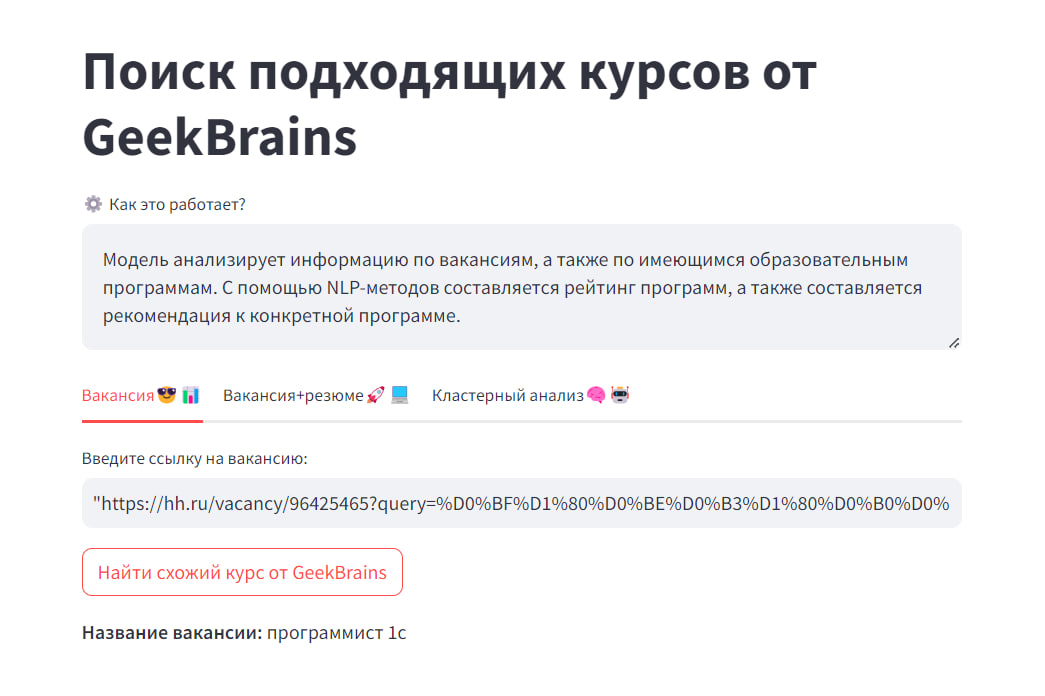 Поиск подходящих курсов от
GeekBrains
Как это работает?
Модель анализирует информацию по вакансиям, а также по имеющимся образовательным
программам. С помощью NLP-методов составляется рейтинг программ, а также составляется
рекомендация к конкретной программе.
Вакансия Вакансия+резюме Кластерный анализ
Введите ссылку на вакансию:
"https://hh.ru/vacancy/96425465?query=%D0%BF%D1%80%D0%BE%D0%B3%D1%80%D0%B0%D0%
Найти схожий курс от GeekBrains
Название вакансии: программист 1с